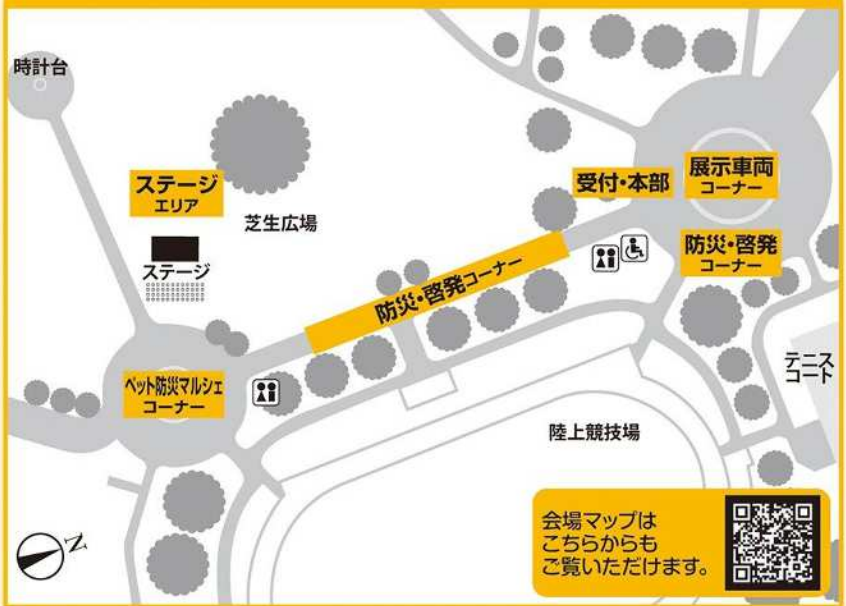 時計台
ステージ
エリア
芝生広場
ステージ
受付・本部
展示車両
コーナー
防災・啓発
コーナー
防災・啓発コーナー
ペット防災マルシェ
コーナー
テニス
コート
陸上競技場
N
会場マップは
こちらからも
ご覧いただけます。